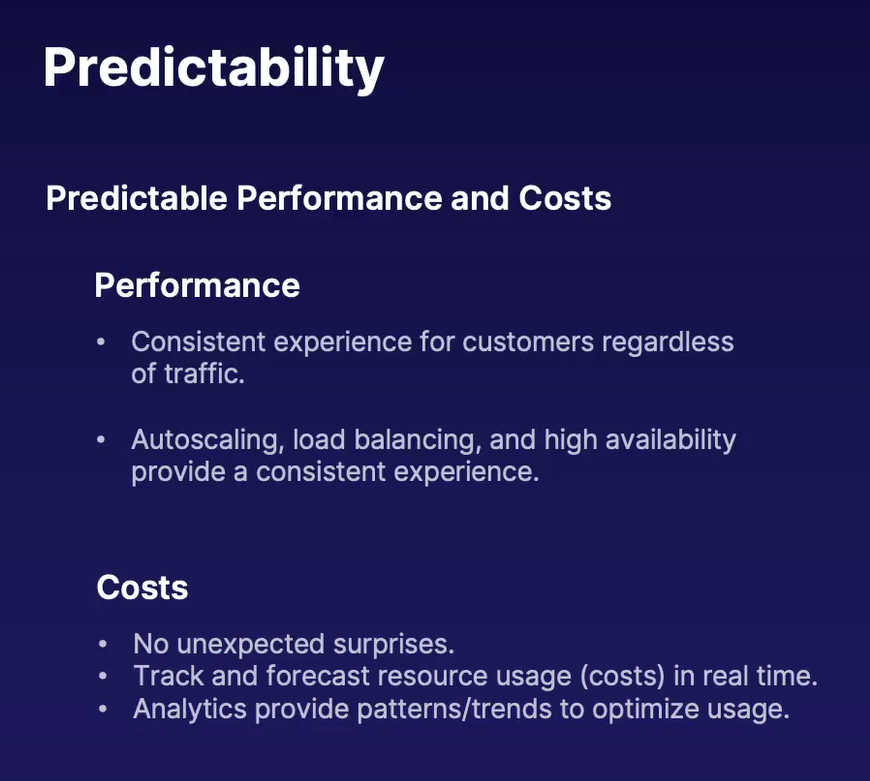 Predictability
Predictable Performance and Costs
Performance
• Consistent experience for customers regardless
of traffic.
• Autoscaling, load balancing, and high availability
provide a consistent experience.
Costs
• No unexpected surprises.
• Track and forecast resource usage (costs) in real time.
• Analytics provide patterns/trends to optimize usage.